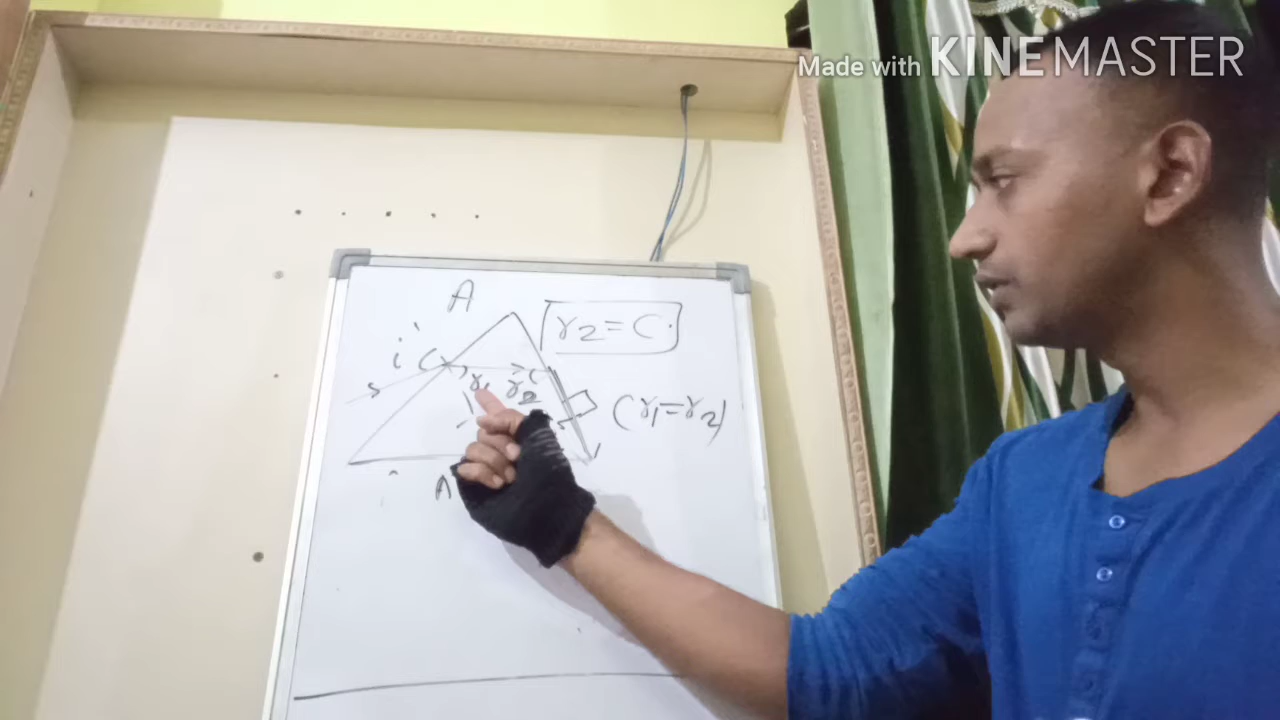 Made with KINEMASTER
A
r2 = C
i
s
r1
r2
(r1 = r2)
A